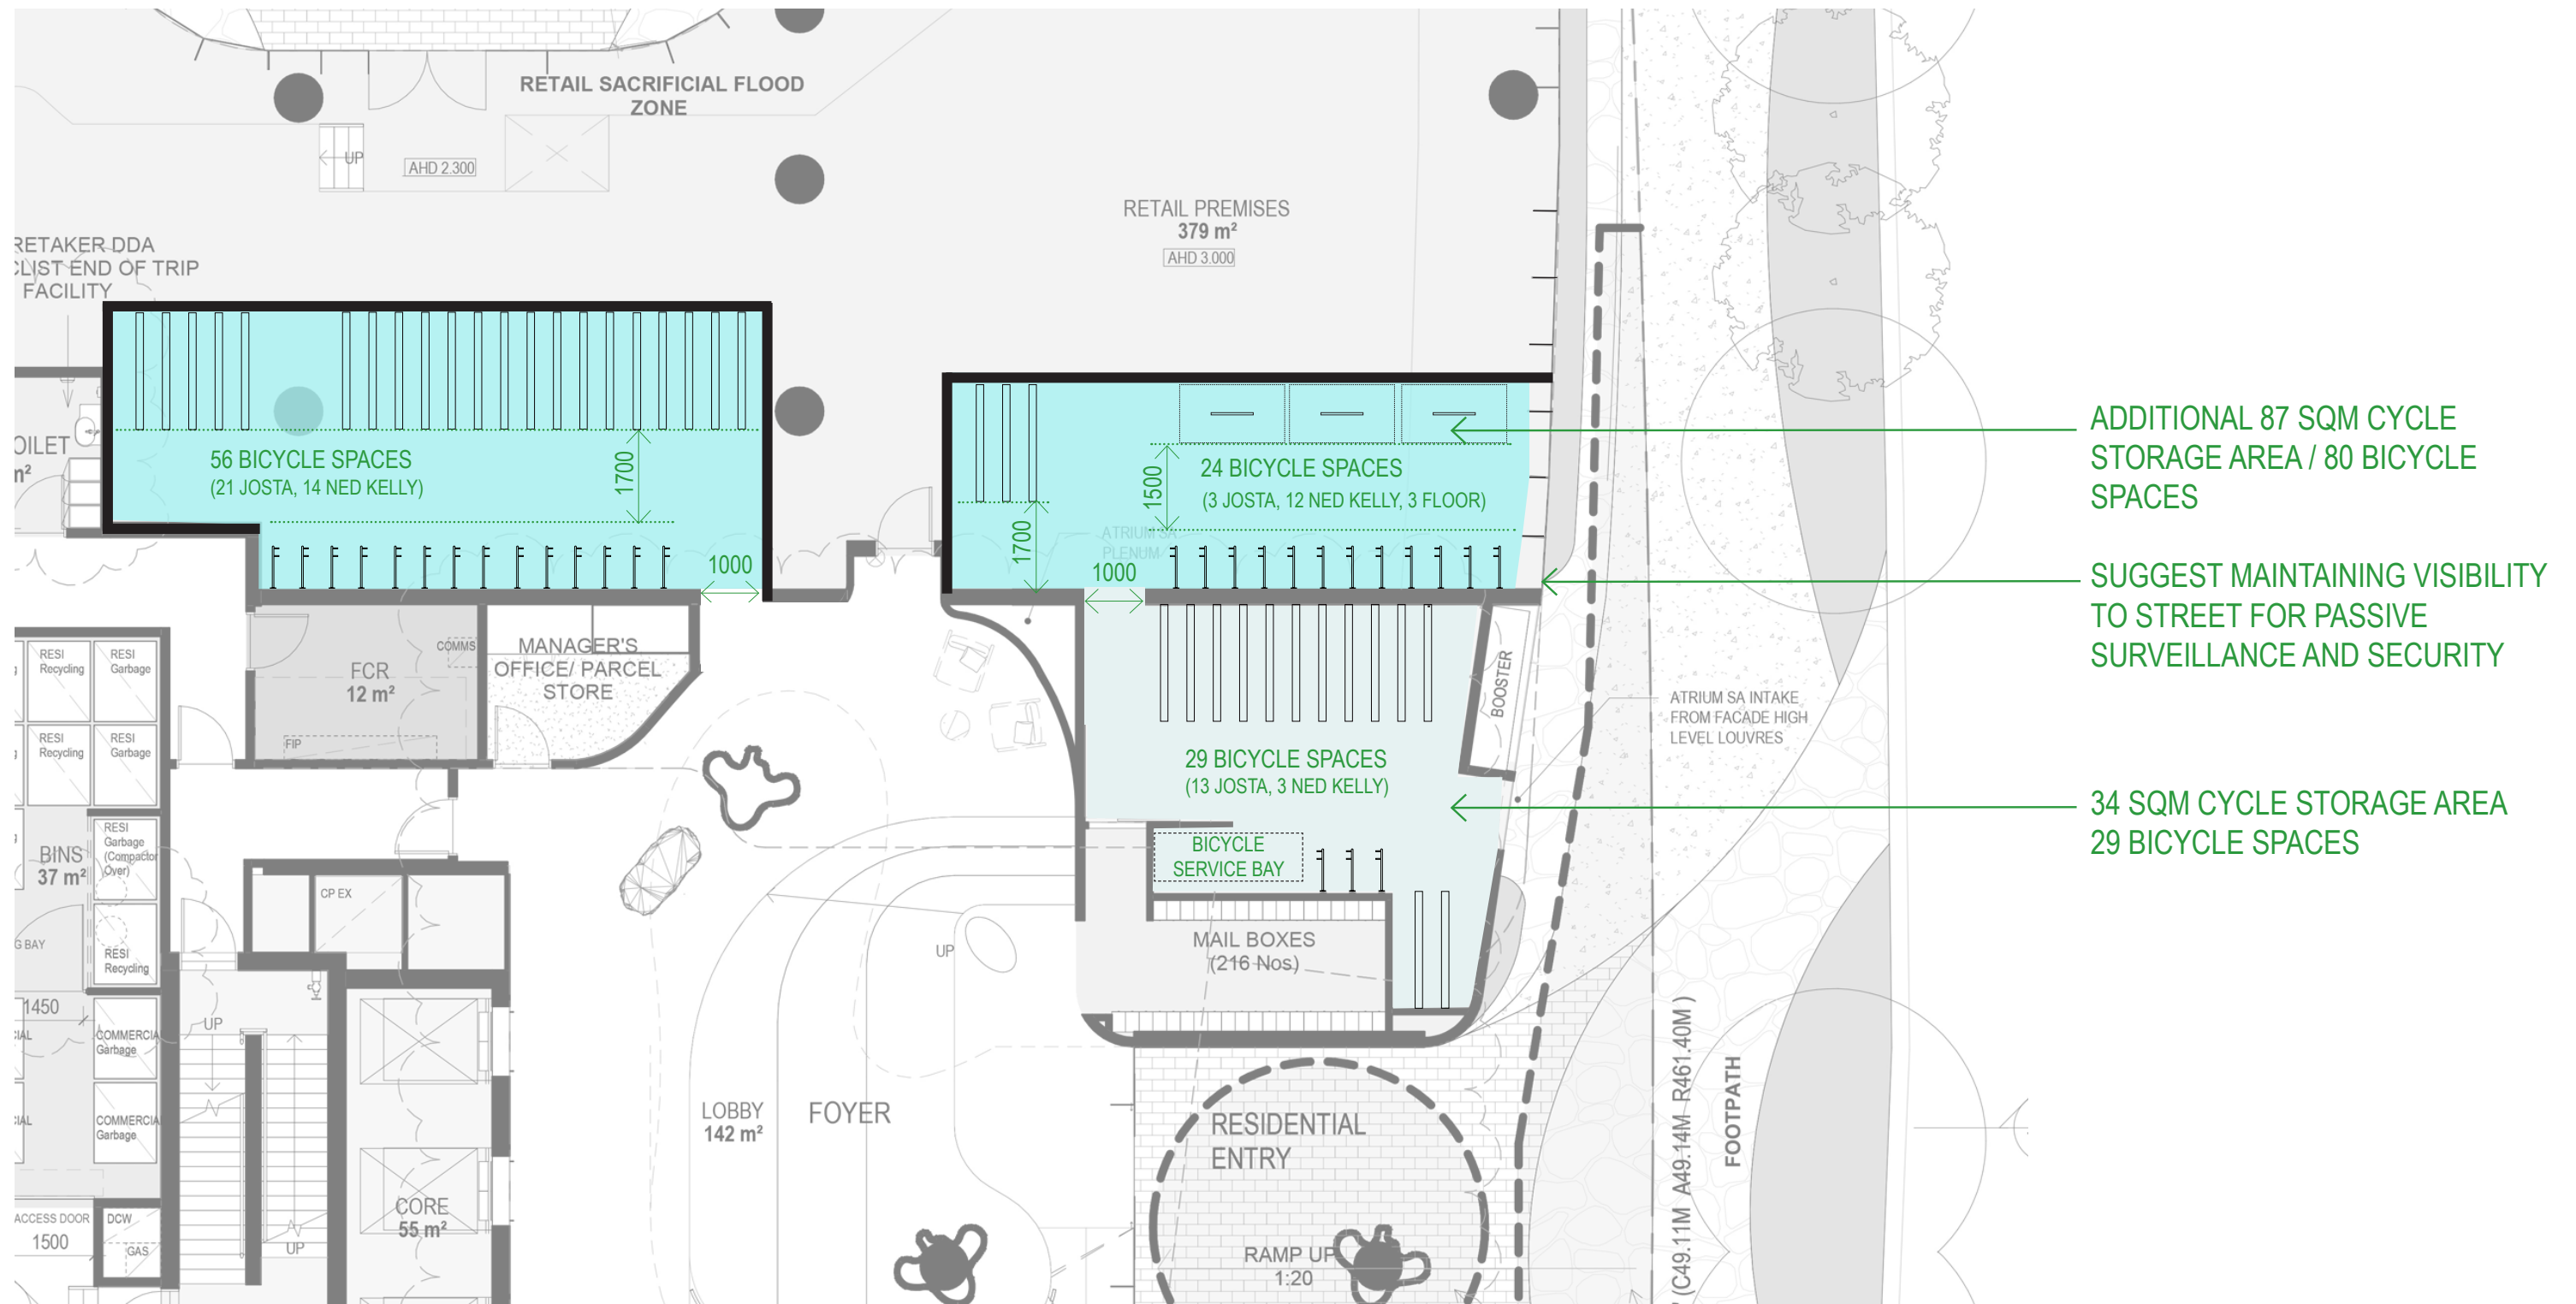 RETAIL SACRIFICIAL FLOOD
ZONE
UP
AHD 2.300
RETAIL PREMISES
379 m²
AHD 3.000
RETAKER DDA
CLIST END OF TRIP
FACILITY
OILET
m²
56 BICYCLE SPACES
(21 JOSTA, 14 NED KELLY)
1700
1000
24 BICYCLE SPACES
(3 JOSTA, 12 NED KELLY, 3 FLOOR)
1500
1700
ATRIUM SA
PLENUM
1000
ADDITIONAL 87 SQM CYCLE
STORAGE AREA / 80 BICYCLE
SPACES
SUGGEST MAINTAINING VISIBILITY
TO STREET FOR PASSIVE
SURVEILLANCE AND SECURITY
34 SQM CYCLE STORAGE AREA
29 BICYCLE SPACES
RESI
Recycling
RESI
Garbage
RESI
Recycling
RESI
Garbage
FCR
12 m²
COMMS
FIP
MANAGER'S
OFFICE/ PARCEL
STORE
BOOSTER
ATRIUM SA INTAKE
FROM FACADE HIGH
LEVEL LOUVRES
29 BICYCLE SPACES
(13 JOSTA, 3 NED KELLY)
BICYCLE
SERVICE BAY
BINS
37 m²
RESI
Garbage
(Compactor
Over)
RESI
Recycling
G BAY
CP EX
UP
MAIL BOXES
(216 Nos)
1450
UP
CIAL
COMMERCIA
Garbage
CIAL
COMMERCIA
Garbage
LOBBY
142 m²
FOYER
RESIDENTIAL
ENTRY
RAMP UP
1:20
CORE
55 m²
ACCESS DOOR
1500
DCW
GAS
UP
(C49.11M A49.14M R461.40M)
FOOTPATH